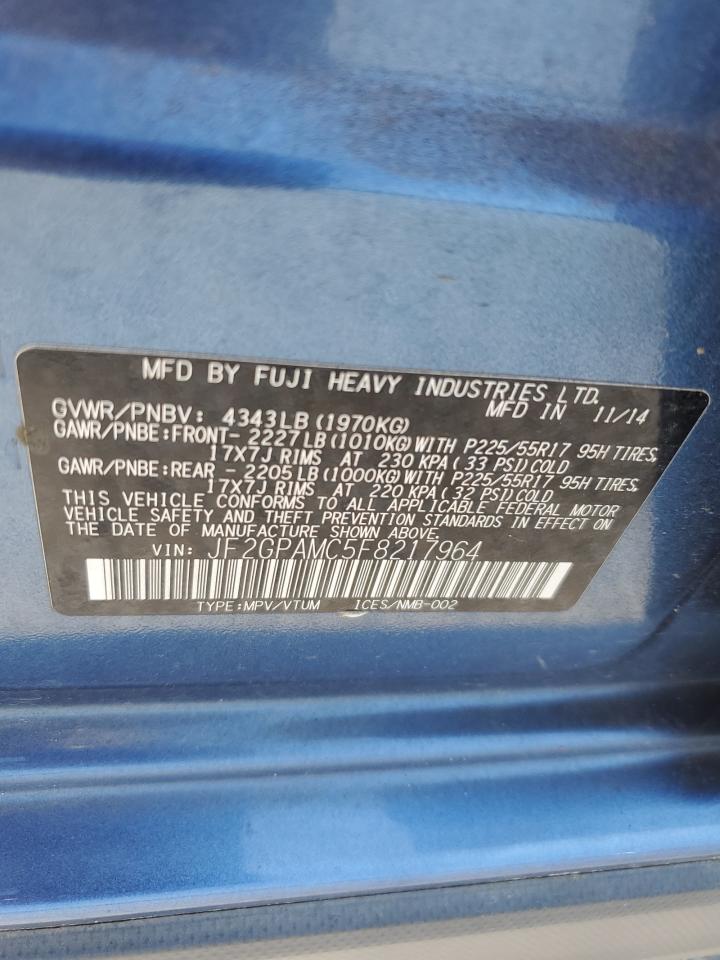 MFD BY FUJI HEAVY INDUSTRIES LTD.
GVWR/PNBV: 4343LB(1970KG) MFD IN 11/14
GAWR/PNBE:FRONT- 2227LB(1010KG)WITH P225/55R17 95H TIRES,
17X7J RIMS AT 230 KPA(33 PSI)COLD
GAWR/PNBE:REAR - 2205LB(1000KG)WITH P225/55R17 95H TIRES,
17X7J RIMS AT 220 KPA(32 PSI)COLD
THIS VEHICLE CONFORMS TO ALL APPLICABLE FEDERAL MOTOR
VEHICLE SAFETY AND THEFT PREVENTION STANDARDS IN EFFECT ON
THE DATE OF MANUFACTURE SHOWN ABOVE.
VIN: JF2GPAMC5F8217964
TYPE:MPV/VTUM ICES/NMB-002